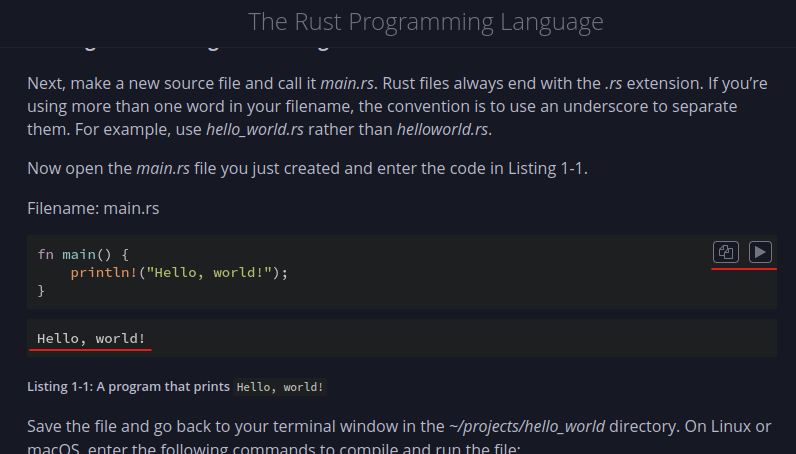 The Rust Programming Language
Next, make a new source file and call it main.rs. Rust files always end with the .rs extension. If you’re
using more than one word in your filename, the convention is to use an underscore to separate
them. For example, use hello_world.rs rather than helloworld.rs.
Now open the main.rs file you just created and enter the code in Listing 1-1.
Filename: main.rs
fn main() {
    println!("Hello, world!");
}
Hello, world!
Listing 1-1: A program that prints Hello, world!
Save the file and go back to your terminal window in the ~/projects/hello_world directory. On Linux or
macOS, enter the following commands to compile and run the file: